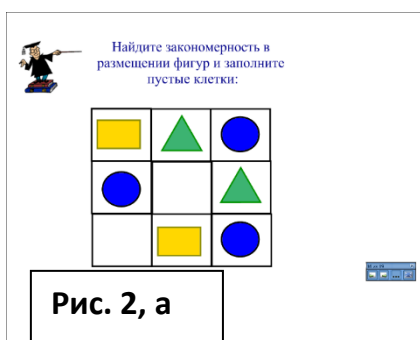 Найдите закономерность в
размещении фигур и заполните
пустые клетки:
Рис. 2, а